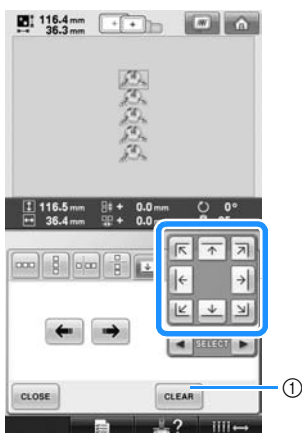 116.4 mm
36.3 mm
116.5 mm + 0.0 mm 0°
36.4 mm + 0.0
SELECT
CLOSE CLEAR ①
?